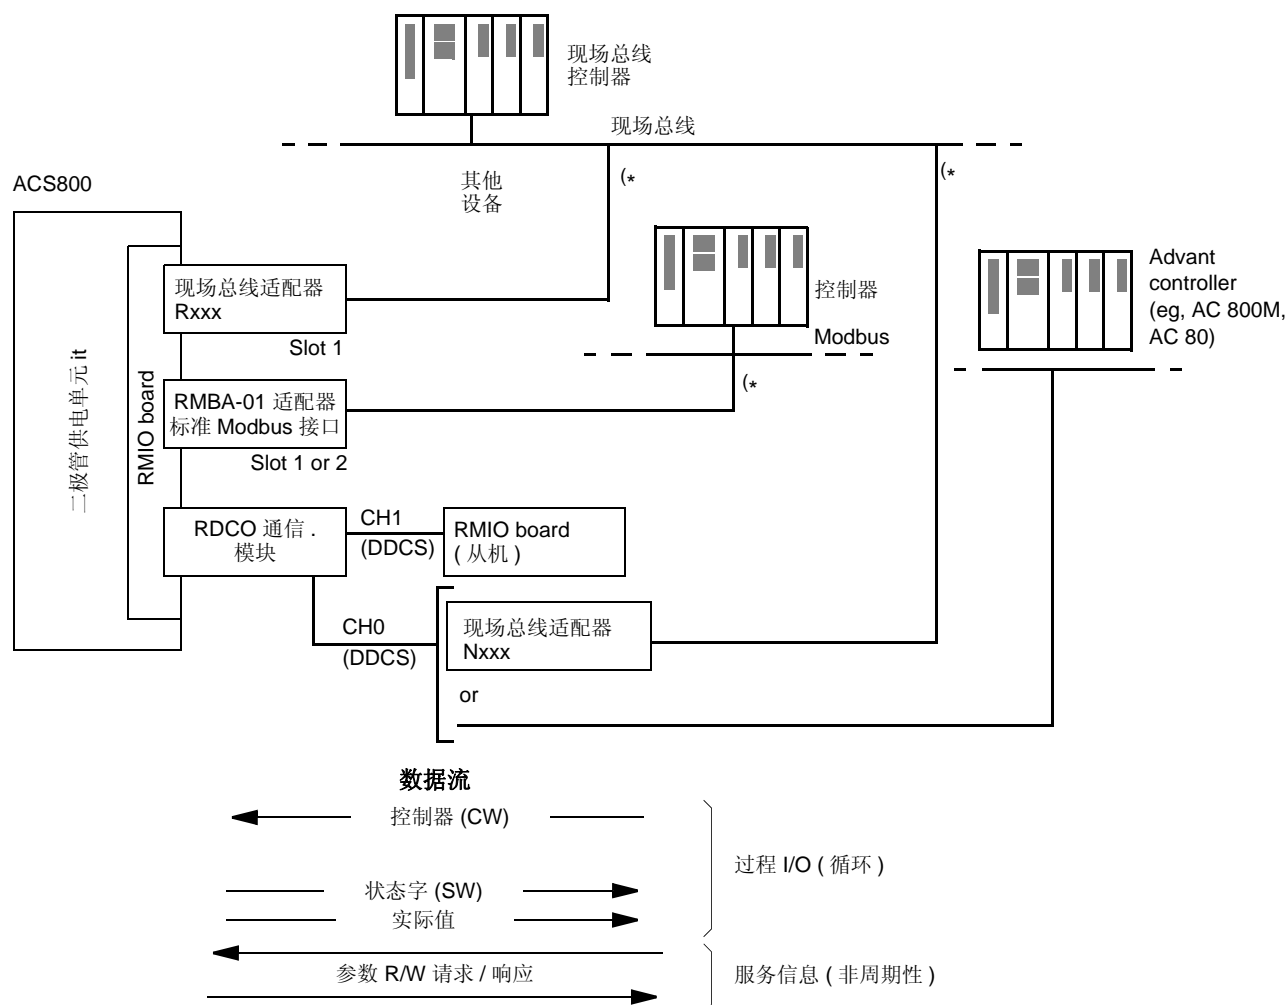 现场总线
控制器
现场总线
(*
(*
其他
设备
ACS800
二极管供电单元 it
RMIO board
现场总线适配器
Rxxx
Slot 1
控制器
Modbus
(*
Advant
controller
(eg, AC 800M,
AC 80)
RMBA-01 适配器
标准 Modbus 接口
Slot 1 or 2
RDCO 通信 .
模块
CH1
(DDCS)
RMIO board
( 从机 )
CH0
(DDCS)
现场总线适配器
Nxxx
or
数据流
控制器 (CW)
状态字 (SW)
实际值
过程 I/O ( 循环 )
参数 R/W 请求 / 响应
服务信息 ( 非周期性 )